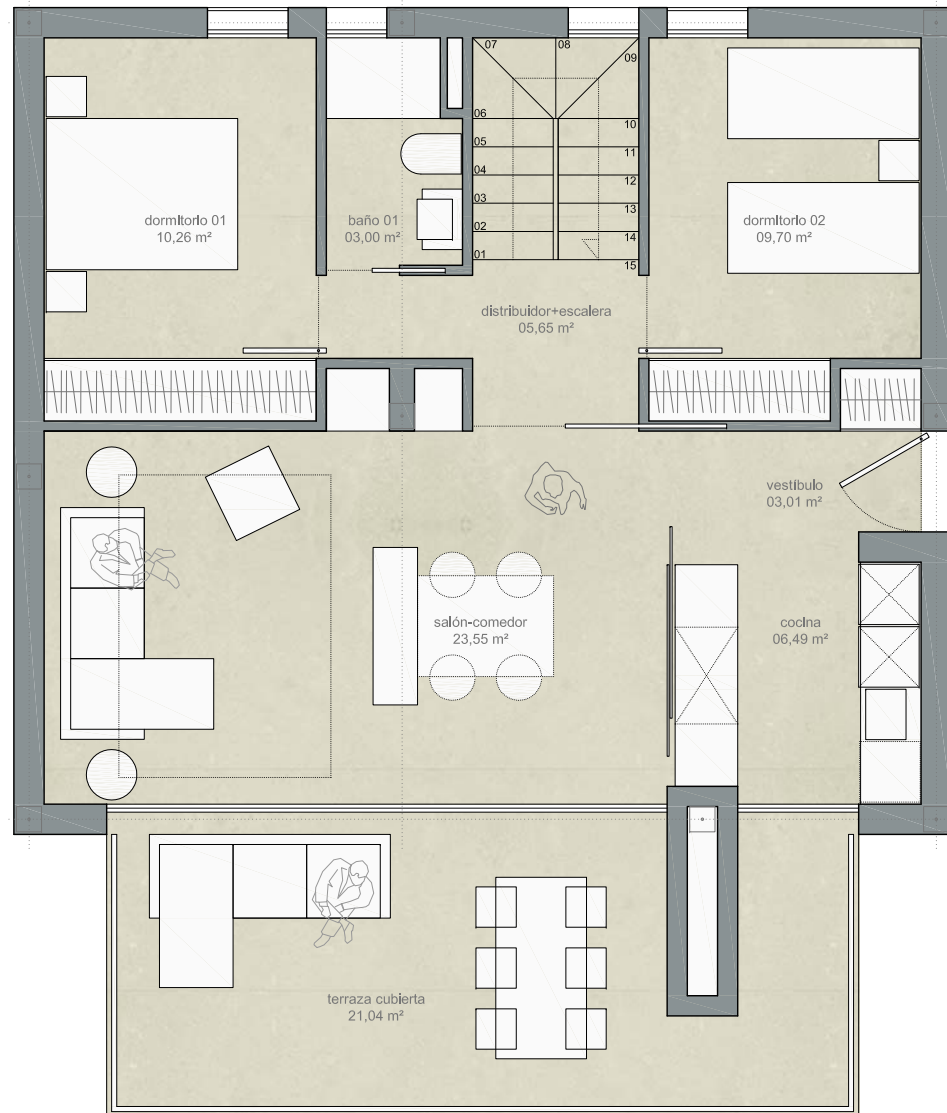 07
08
09
06
10
05
11
04
12
03
13
02
14
01
15
dormitorio 01
10,26 m²
baño 01
03,00 m²
dormitorio 02
09,70 m²
distribuidor+escalera
05,65 m²
vestíbulo
03,01 m²
salón-comedor
23,55 m²
cocina
06,49 m²
terraza cubierta
21,04 m²